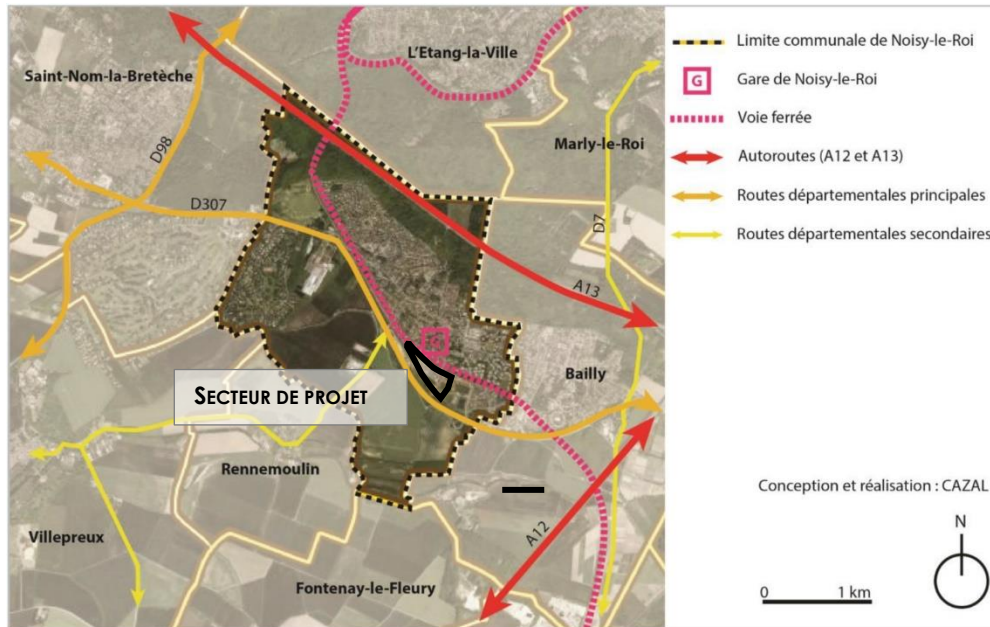 L'Etang-la-Ville
Saint-Nom-la-Bretèche
Marly-le-Roi
D98
D307
D7
A13
G
Bailly
SECTEUR DE PROJET
Rennemoulin
Villepreux
A12
Fontenay-le-Fleury
Limite communale de Noisy-le-Roi
G
Gare de Noisy-le-Roi
Voie ferrée
Autoroutes (A12 et A13)
Routes départementales principales
Routes départementales secondaires
Conception et réalisation : CAZAL
N
0 1 km